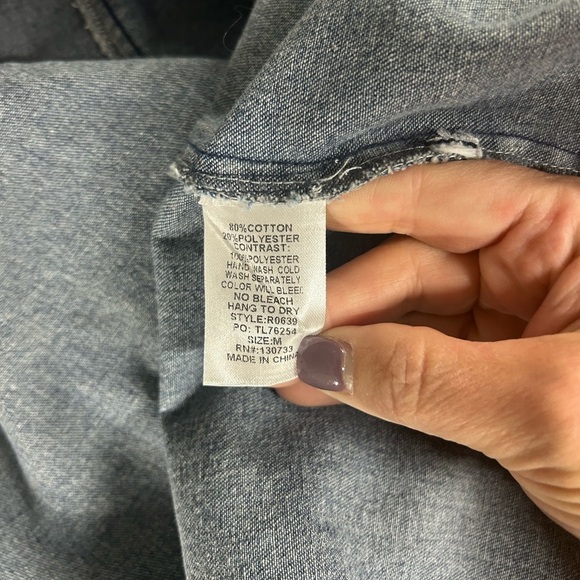 80%COTTON
20%POLYESTER
CONTRAST:
100%POLYESTER
HAND WASH COLD
WASH SEPARATELY
COLOR WILL BLEED
NO BLEACH
HANG TO DRY
STYLE:R0639
PO: TL76254
SIZE:M
RN#:130733
MADE IN CHINA